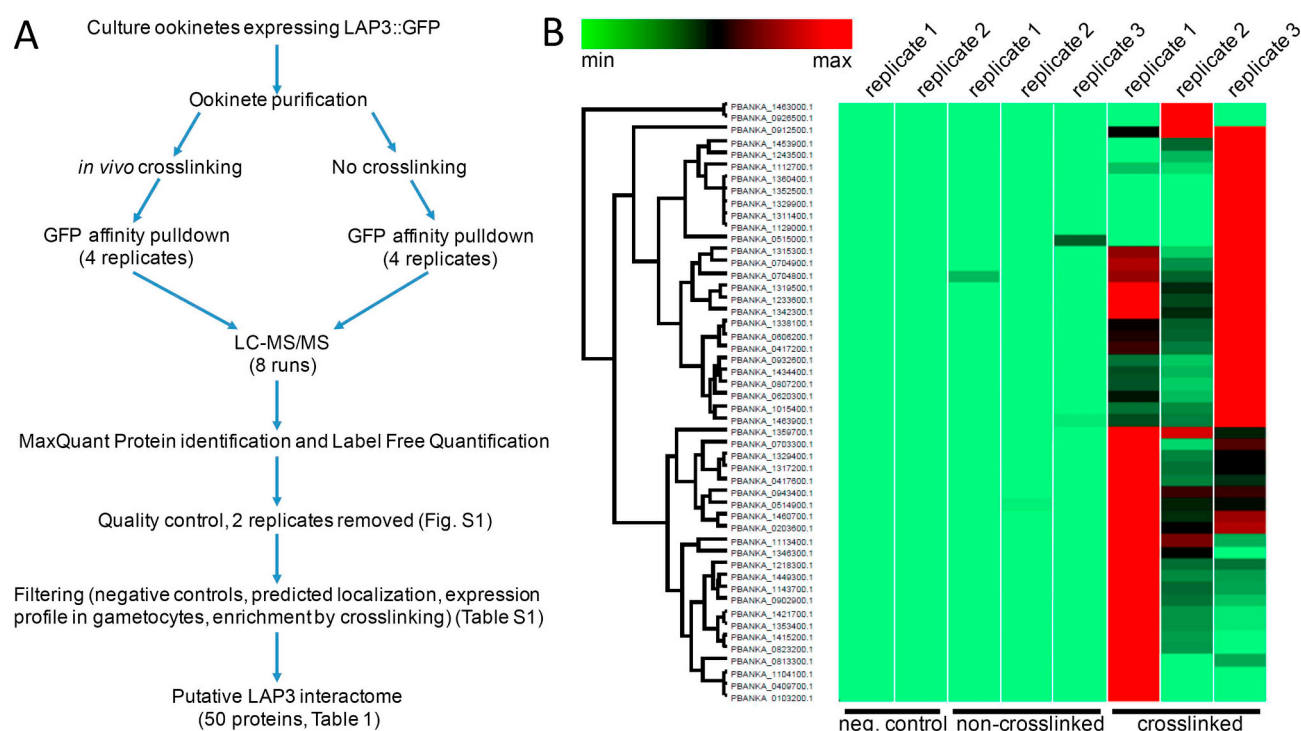 A
Culture ookinetes expressing LAP3::GFP
Ookinete purification
in vivo crosslinking
No crosslinking
GFP affinity pulldown
(4 replicates)
GFP affinity pulldown
(4 replicates)
LC-MS/MS
(8 runs)
MaxQuant Protein identification and Label Free Quantification
Quality control, 2 replicates removed (Fig. S1)
Filtering (negative controls, predicted localization, expression
profile in gametocytes, enrichment by crosslinking) (Table S1)
Putative LAP3 interactome
(50 proteins, Table 1)
B
min
max
replicate 1
replicate 2
replicate 1
replicate 2
replicate 3
replicate 1
replicate 2
replicate 3
PBANKA_1463000.1
PBANKA_0926500.1
PBANKA_0912500.1
PBANKA_1453900.1
PBANKA_1243500.1
PBANKA_1112700.1
PBANKA_1360400.1
PBANKA_1352500.1
PBANKA_1329900.1
PBANKA_1311400.1
PBANKA_1129000.1
PBANKA_0515000.1
PBANKA_1315300.1
PBANKA_0704900.1
PBANKA_0704800.1
PBANKA_1319500.1
PBANKA_1233600.1
PBANKA_1342300.1
PBANKA_1338100.1
PBANKA_0606200.1
PBANKA_0417200.1
PBANKA_0932600.1
PBANKA_1434400.1
PBANKA_0807200.1
PBANKA_0620300.1
PBANKA_1015400.1
PBANKA_1463900.1
PBANKA_1359700.1
PBANKA_0703300.1
PBANKA_1329400.1
PBANKA_1317200.1
PBANKA_0417600.1
PBANKA_0943400.1
PBANKA_0514900.1
PBANKA_1460700.1
PBANKA_0203600.1
PBANKA_1113400.1
PBANKA_1346300.1
PBANKA_1218300.1
PBANKA_1449300.1
PBANKA_1143700.1
PBANKA_0902900.1
PBANKA_1421700.1
PBANKA_1353400.1
PBANKA_1415200.1
PBANKA_0823200.1
PBANKA_0813300.1
PBANKA_1104100.1
PBANKA_0409700.1
PBANKA_0103200.1
neg. control
non-crosslinked
crosslinked